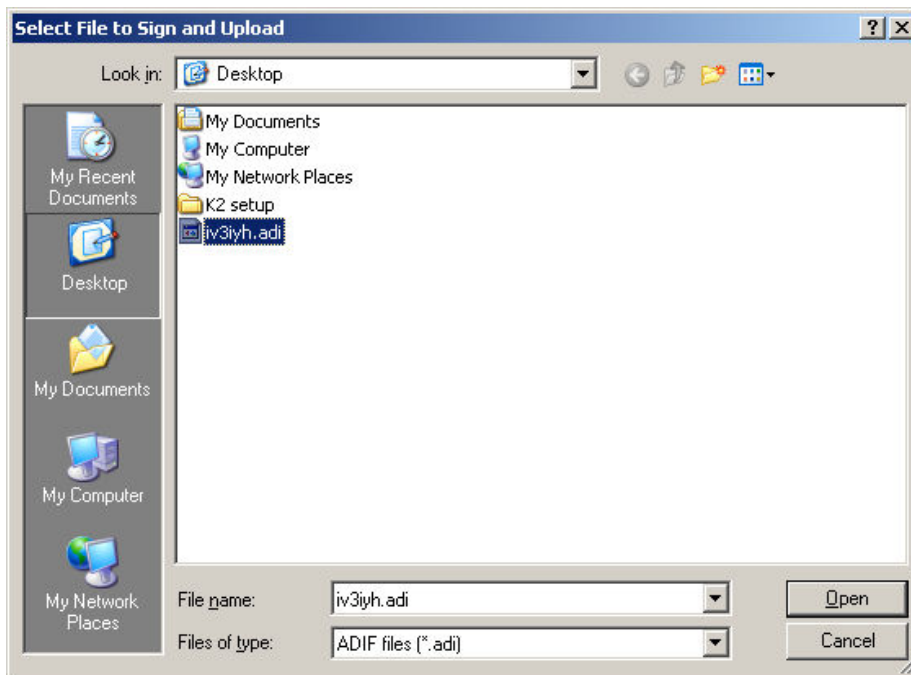 Select File to Sign and Upload
Look in: Desktop
My Recent
Documents
Desktop
My Documents
My Computer
My Network
Places
My Documents
My Computer
My Network Places
K2 setup
iv3iyh.adi
File name: iv3iyh.adi Open
Files of type: ADIF files (*.adi) Cancel